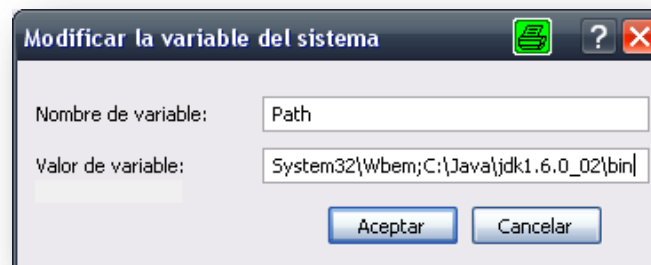 Modificar la variable del sistema
Nombre de variable: Path
Valor de variable: System32\Wbem;C:\Java\jdk1.6.0_02\bin
Aceptar Cancelar